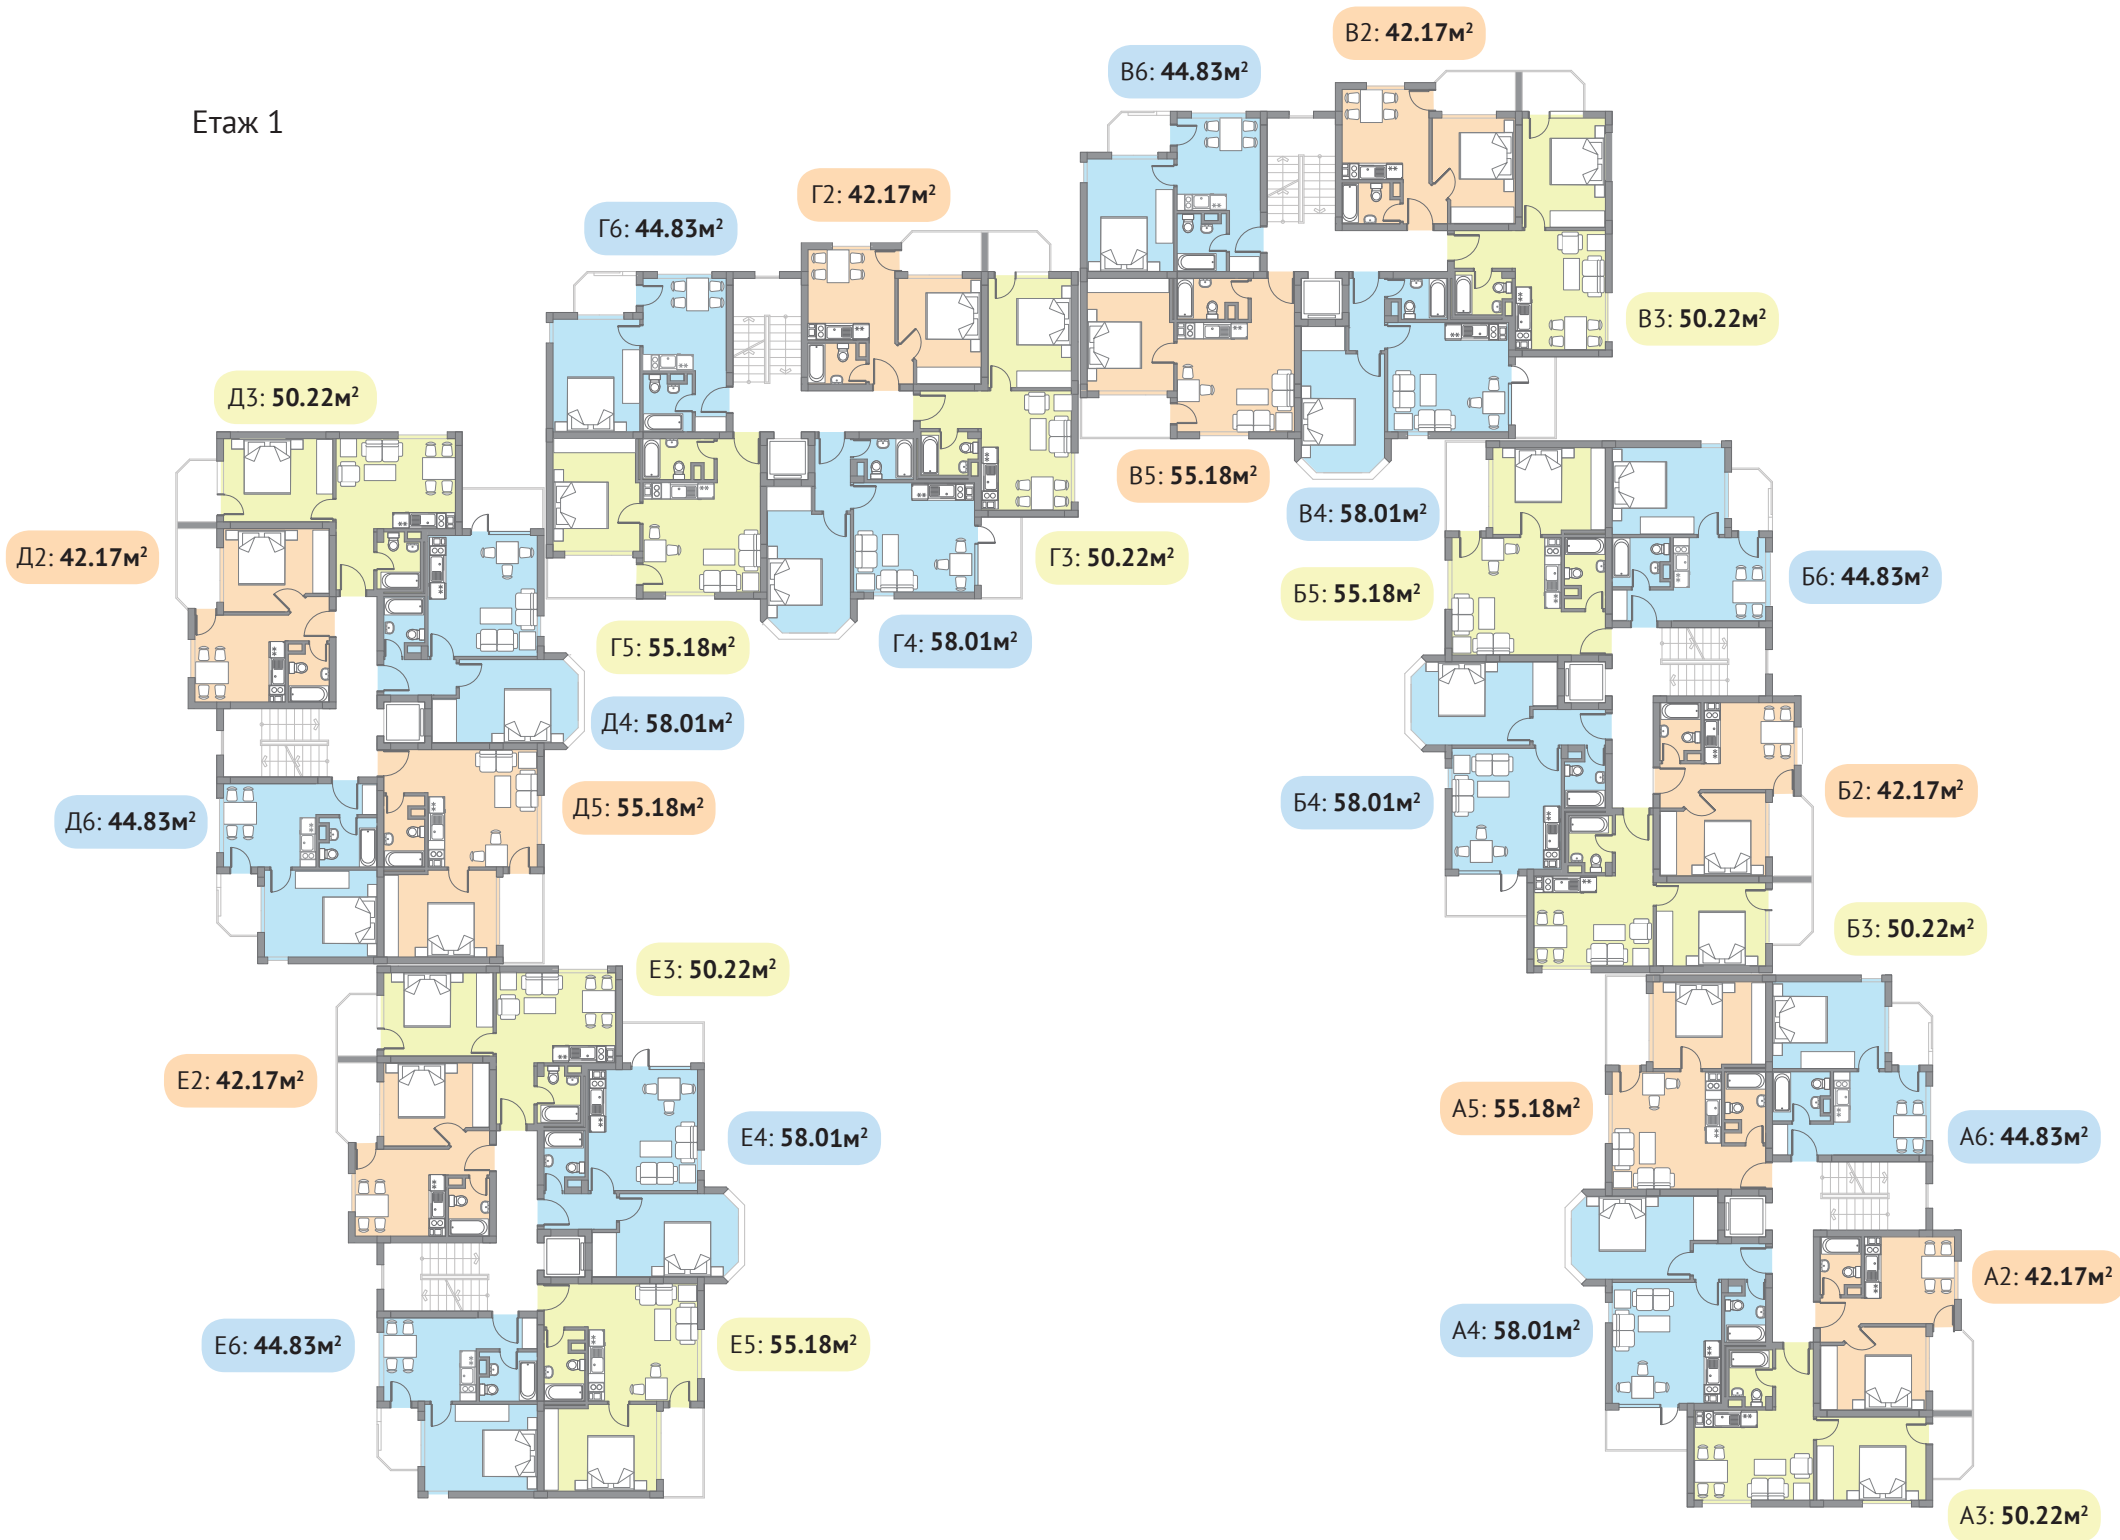 В2: 42.17м²
В6: 44.83м²
Етаж 1
Г2: 42.17м²
Г6: 44.83м²
В3: 50.22м²
Д3: 50.22м²
В5: 55.18м²
В4: 58.01м²
Д2: 42.17м²
Г3: 50.22м²
Б6: 44.83м²
Б5: 55.18м²
Г5: 55.18м²
Г4: 58.01м²
Д4: 58.01м²
Б2: 42.17м²
Б4: 58.01м²
Д5: 55.18м²
Д6: 44.83м²
Б3: 50.22м²
Е3: 50.22м²
Е2: 42.17м²
А5: 55.18м²
Е4: 58.01м²
А6: 44.83м²
А2: 42.17м²
А4: 58.01м²
Е6: 44.83м²
Е5: 55.18м²
А3: 50.22м²